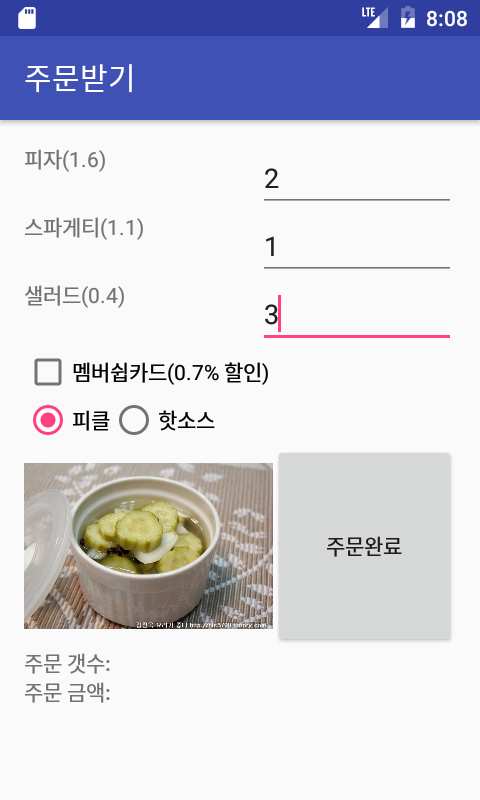 LTE 8:08
주문받기
피자(1.6) 2
스파게티(1.1) 1
샐러드(0.4) 3
멤버쉽카드(0.7% 할인)
피클 핫소스
주문완료
주문 갯수:
주문 금액: